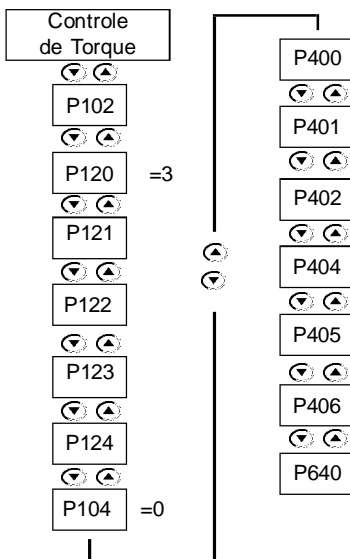 Controle
de Torque
P102
P120 =3
P121
P122
P123
P124
P104 =0
P400
P401
P402
P404
P405
P406
P640